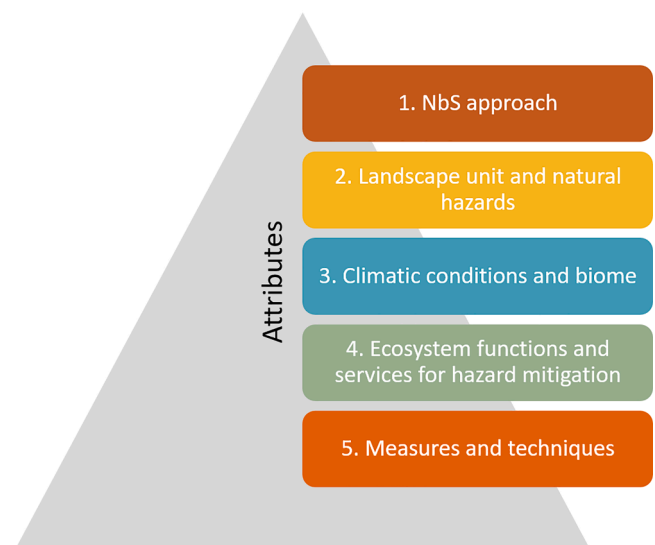 1. NbS approach
2. Landscape unit and natural
hazards
Attributes
3. Climatic conditions and biome
4. Ecosystem functions and
services for hazard mitigation
5. Measures and techniques